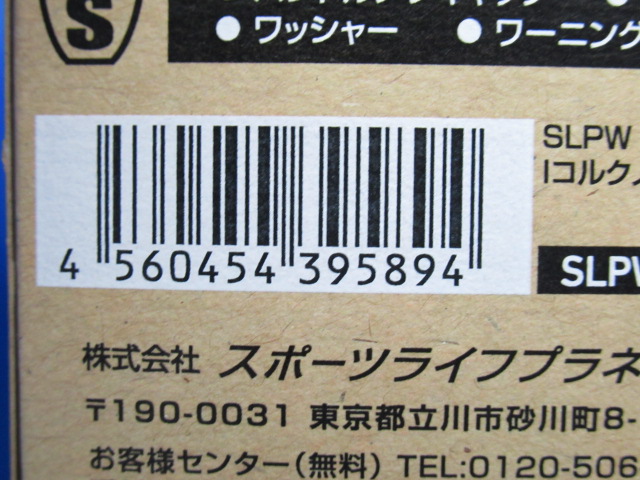 S
● ワッシャー ● ワーニング
SLPW
Iコルク
4 560454 395894
SLPW
株式会社 スポーツライフプラネ
〒190-0031 東京都立川市砂川町8-
お客様センター(無料) TEL:0120-506